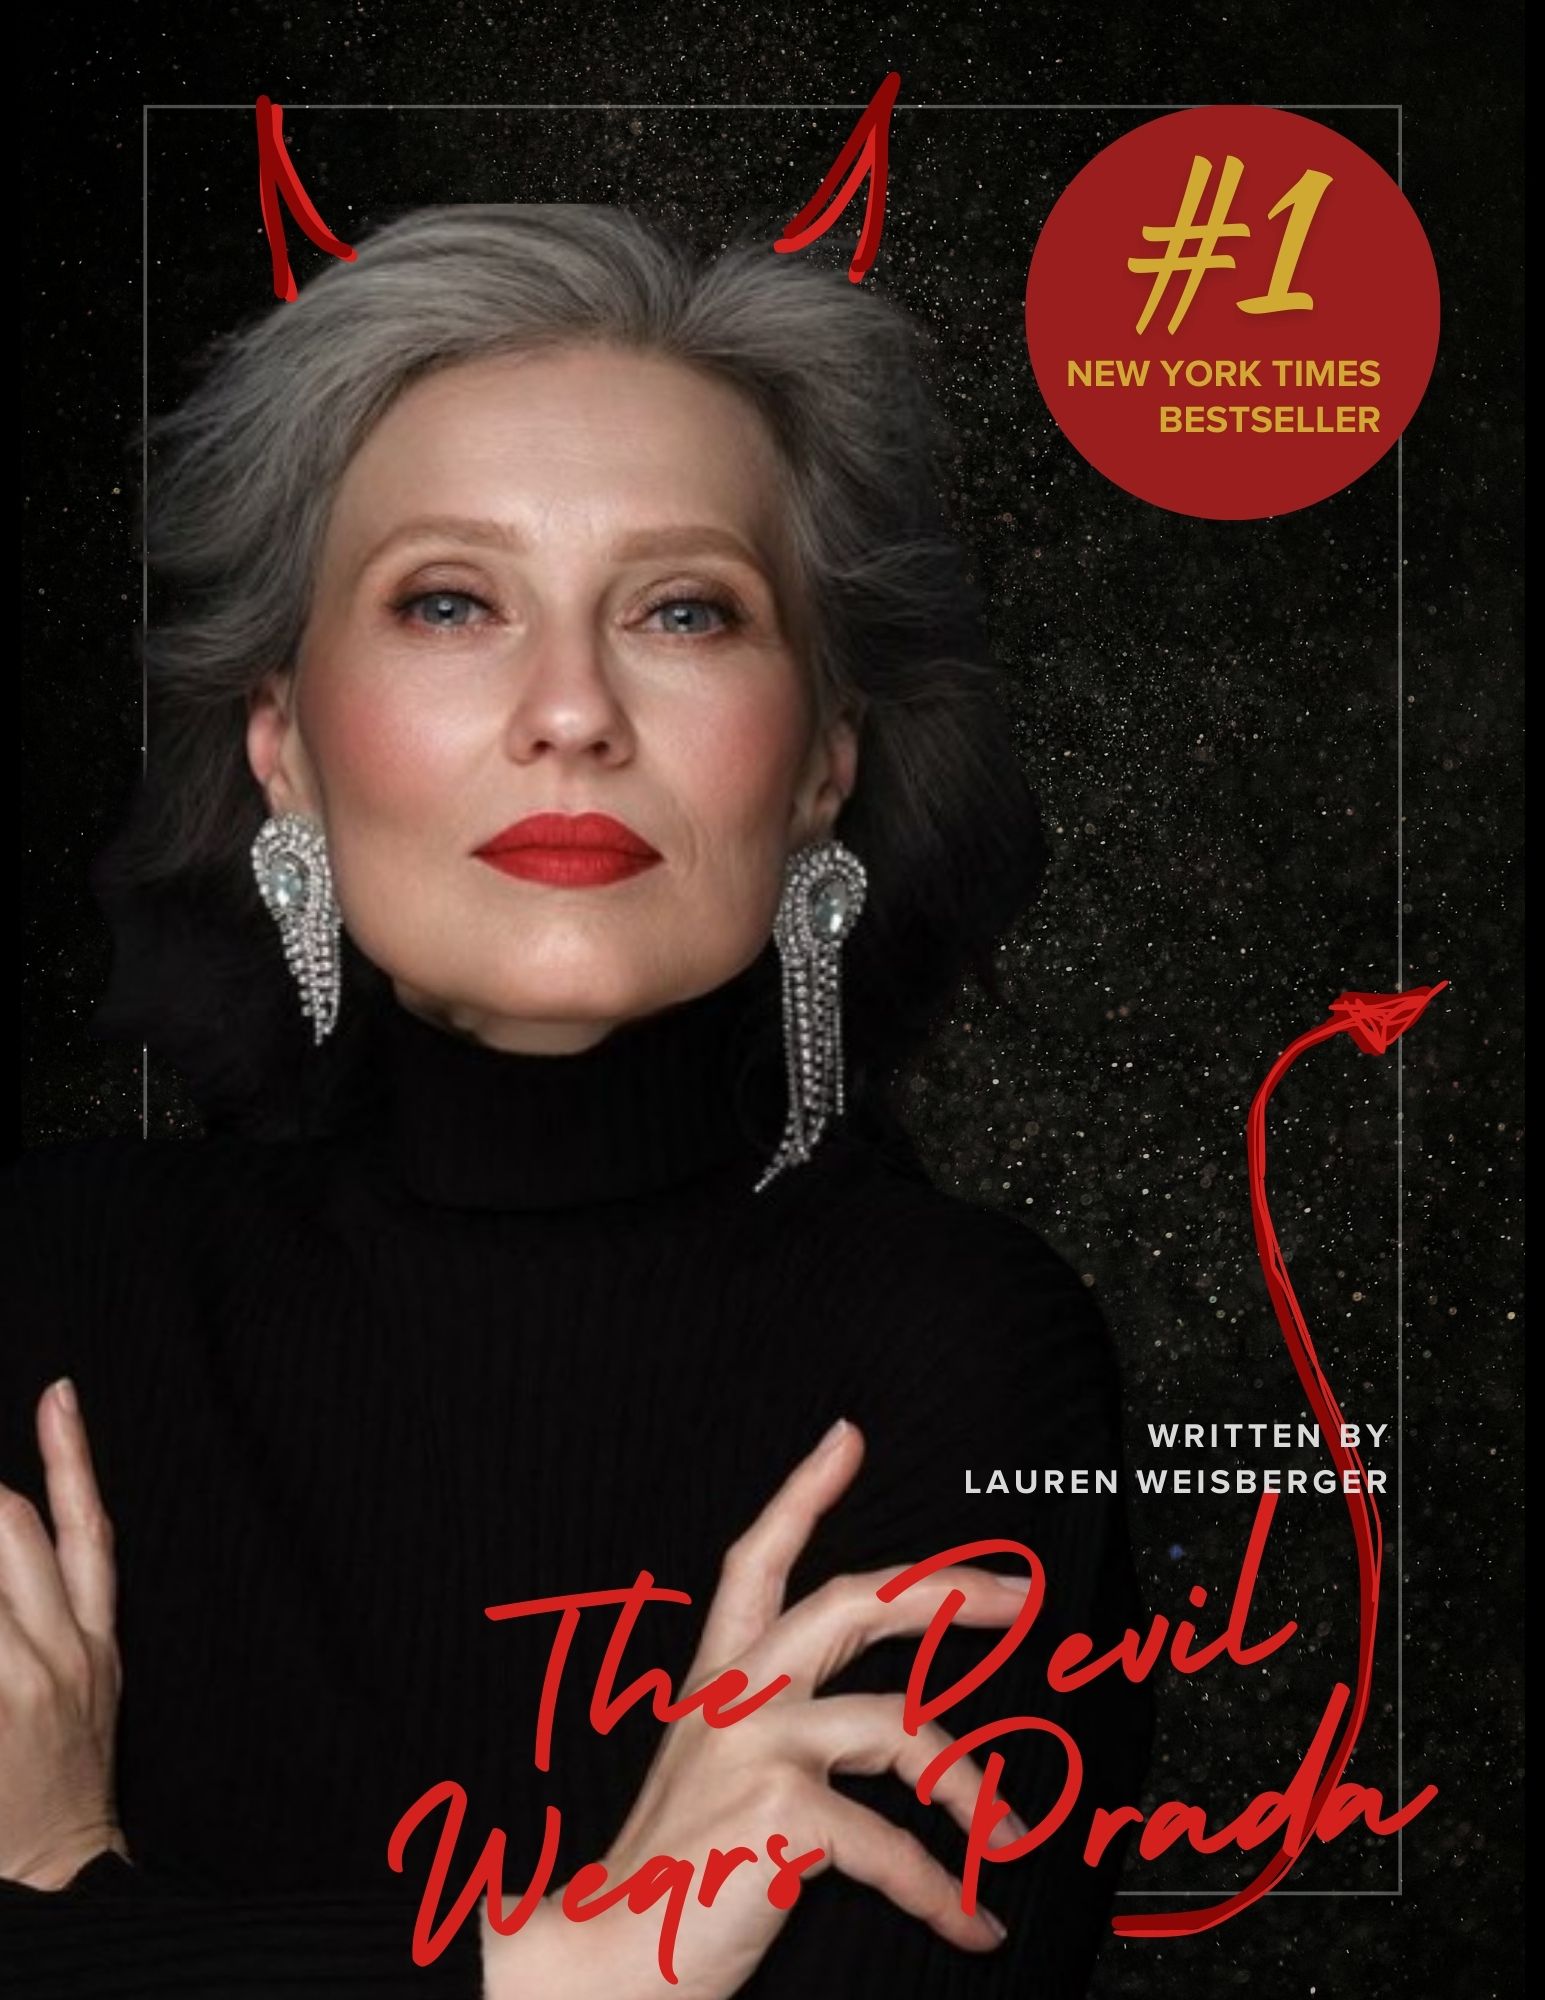 #1
NEW YORK TIMES
BESTSELLER
WRITTEN BY
LAUREN WEISBERGER
The Devil
Wears Prada